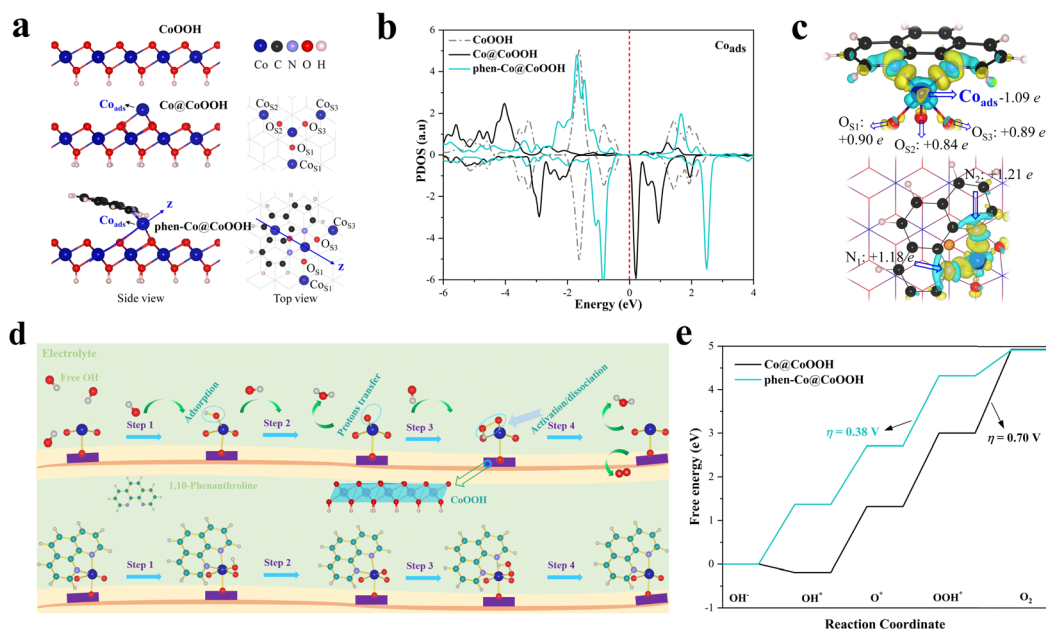 a
CoOOH
Co C N O H
Co@CoOOH
Coads
CoS2
CoS3
OS2
OS3
OS1
CoS1
z
Coads
phen-Co@CoOOH
CoS3
OS3
OS1
CoS1
z
Side view
Top view
b
CoOOH
Co@CoOOH
phen-Co@CoOOH
Coads
PDOS (a.u)
6
4
2
0
2
4
6
-6
-4
-2
0
2
4
Energy (eV)
c
Coads-1.09 e
OS1:
+0.90 e
OS2: +0.84 e
OS3: +0.89 e
N2: +1.21 e
N1: +1.18 e
d
Electrolyte
Free OH-
Step 1
Adsorption
Step 2
Protons transfer
Step 3
Activation/dissociation
Step 4
1,10-Phenanthroline
CoOOH
Step 1
Step 2
Step 3
Step 4
e
Co@CoOOH
phen-Co@CoOOH
η = 0.38 V
η = 0.70 V
Free energy (eV)
5
4
3
2
1
0
-1
OH-
OH*
O*
OOH*
O2
Reaction Coordinate